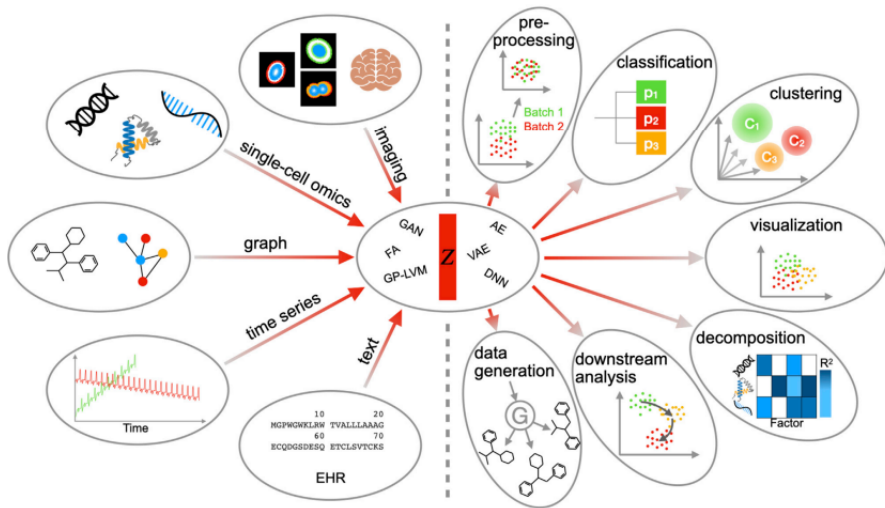 imaging
single-cell omics
graph
time series
Time
text
10 20
MGPWGWKLRW TVALLLAAAG
60 70
ECQDGSDESQ ETCLSVTCKS
EHR
GAN
FA
GP-LVM
Z
AE
VAE
DNN
pre-
processing
Batch 1
Batch 2
classification
p1
p2
p3
clustering
C1
C2
C3
visualization
decomposition
R²
Factor
downstream
analysis
data
generation
G